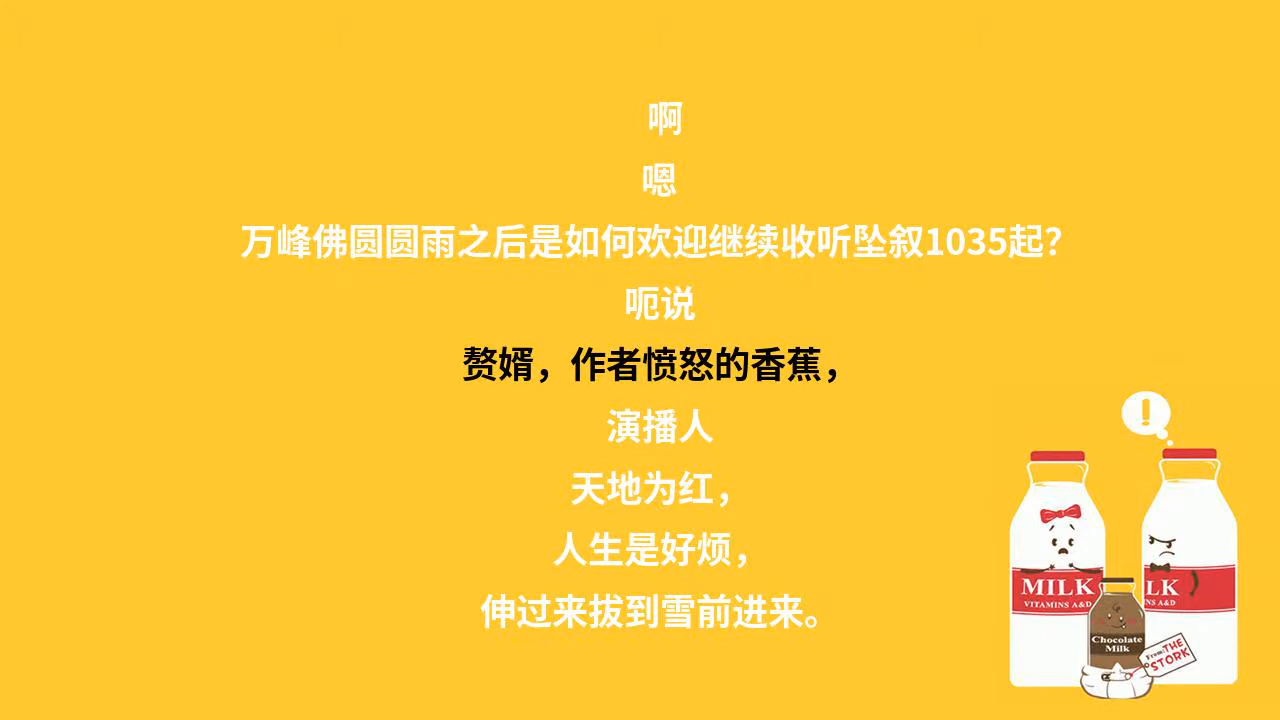 啊
嗯
万峰佛圆圆雨之后是如何欢迎继续收听坠叙1035起？
呃说
赘婿，作者愤怒的香蕉，
演播人
天地为红，
人生是好烦，
伸过来拔到雪前进来。
!
MILK
VITAMINS A&D
LK
NS A&D
Chocolate
Milk
From: THE
STORK